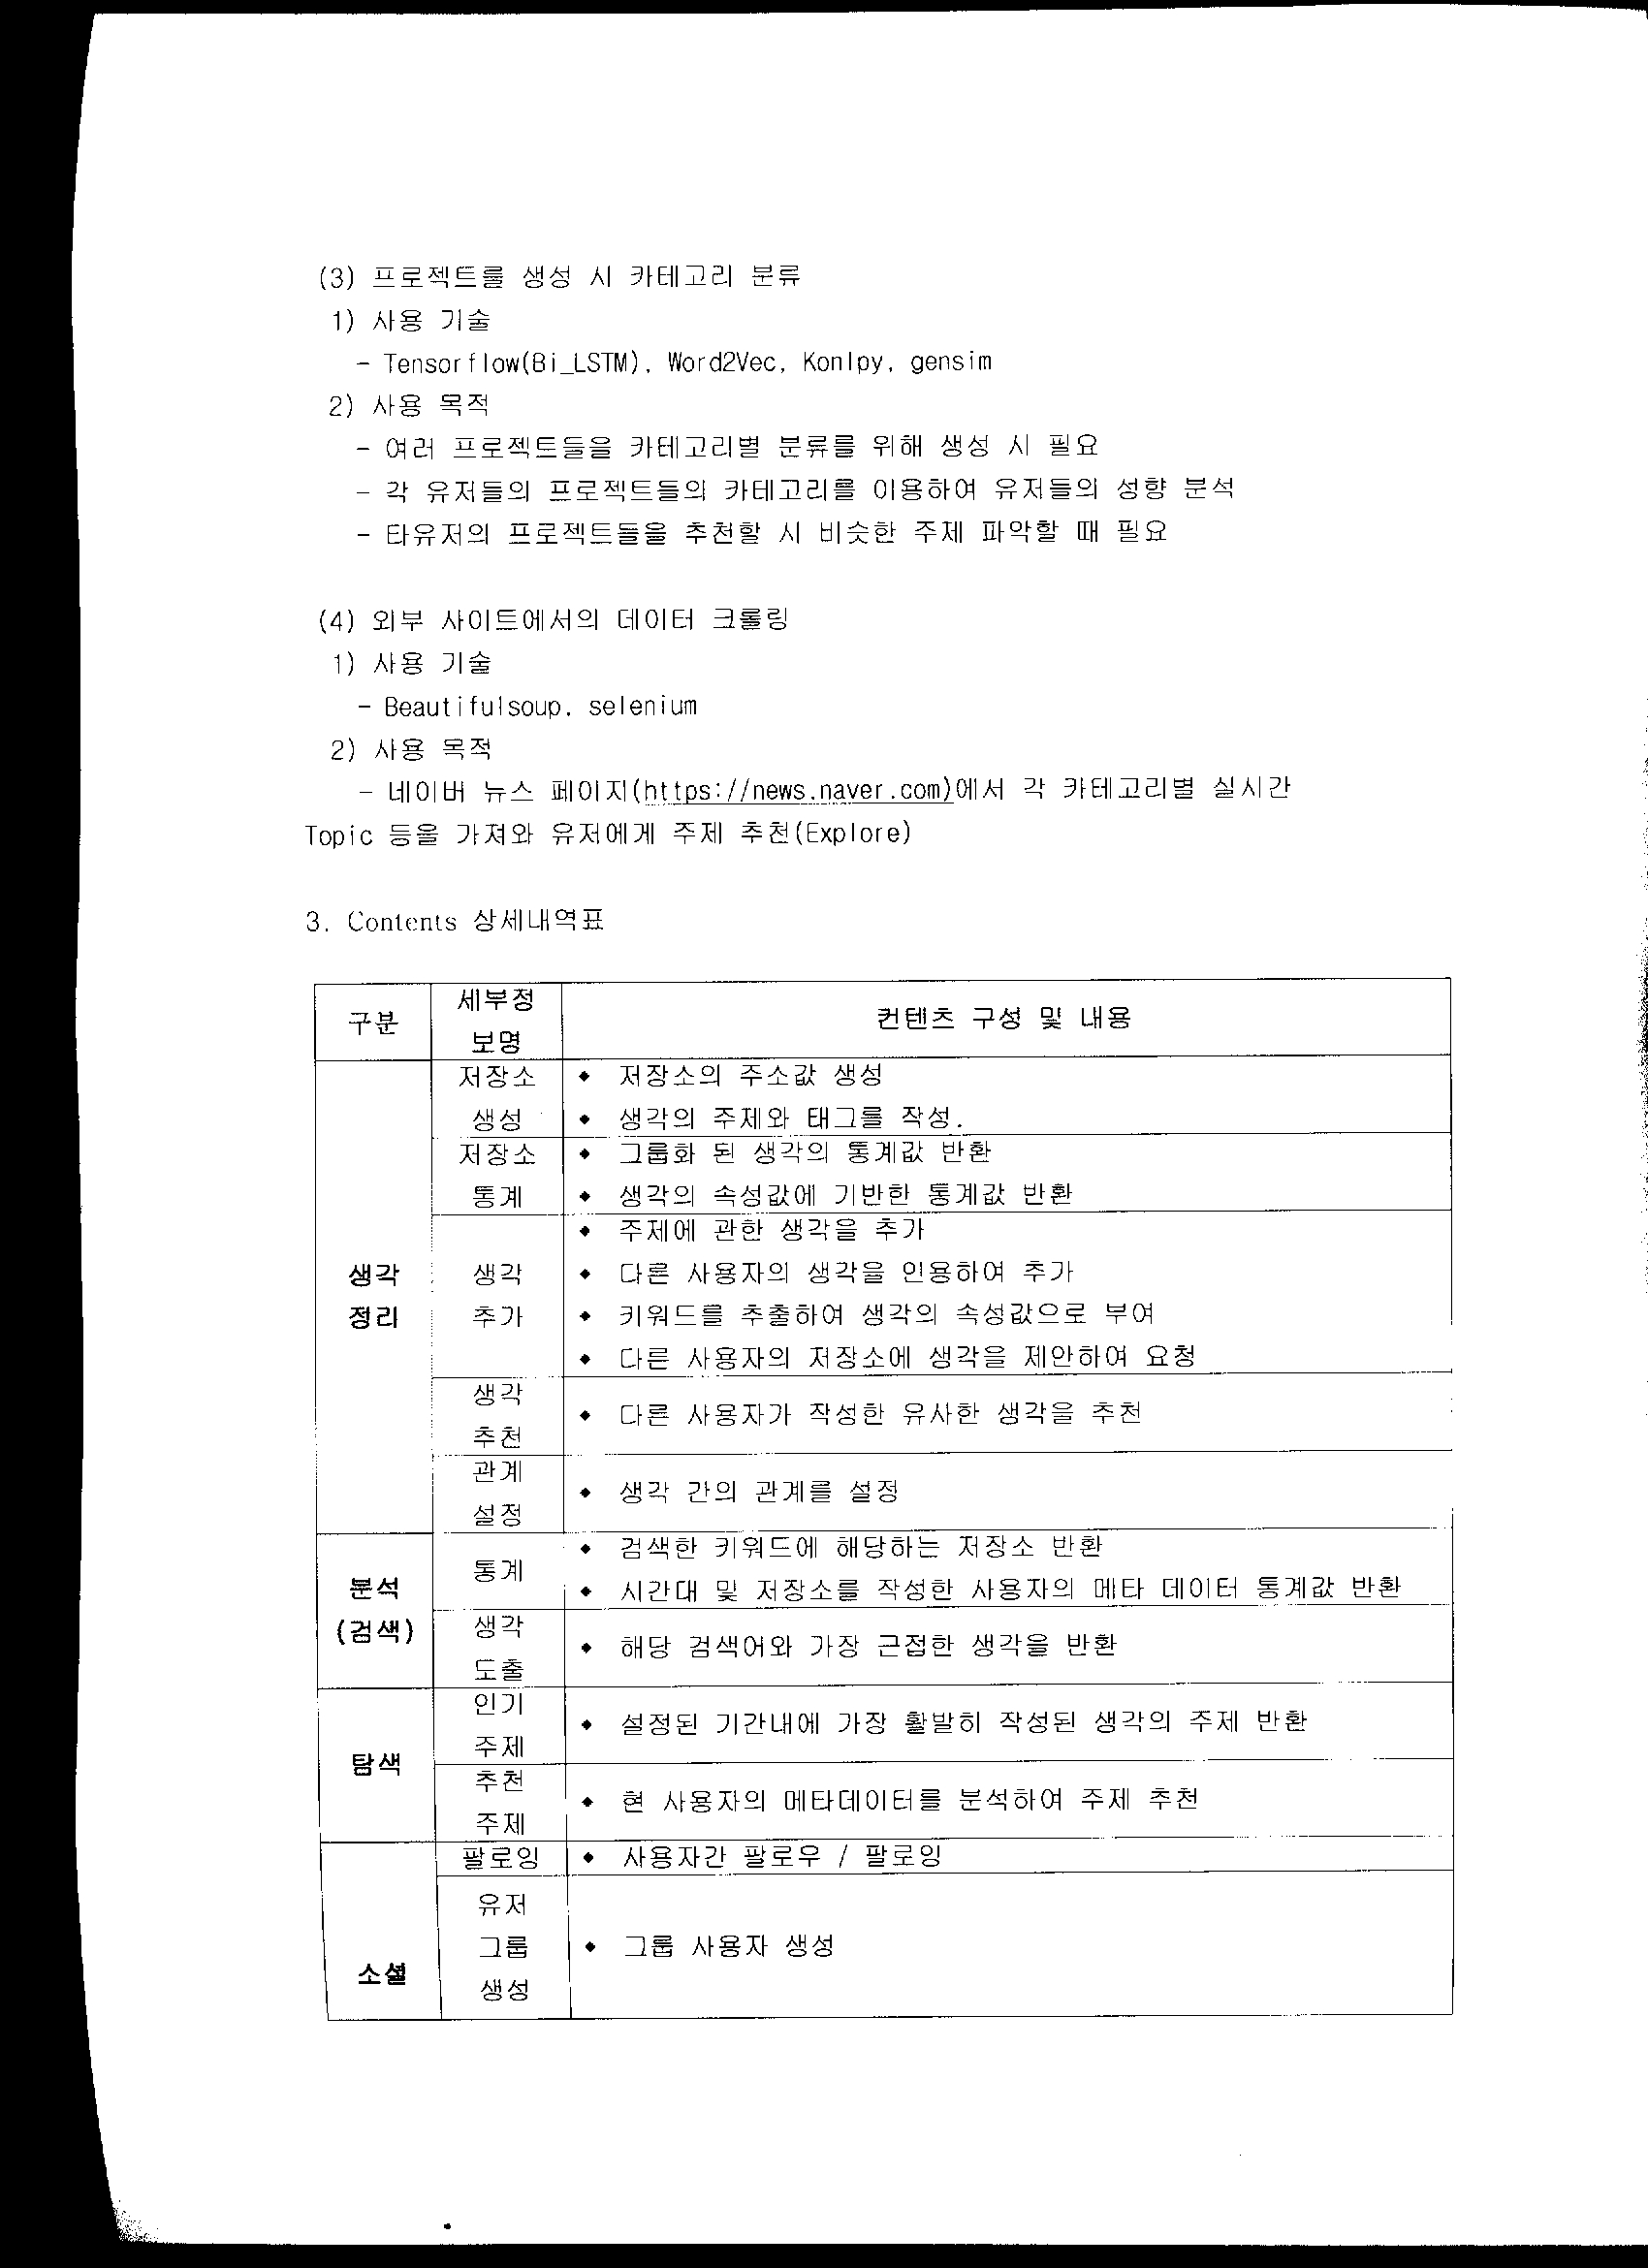 (3) 프로젝트를 생성 시 카테고리 분류
1) 사용 기술
- Tensorflow(Bi_LSTM), Word2Vec, Konlpy, gensim
2) 사용 목적
- 여러 프로젝트들을 카테고리별 분류를 위해 생성 시 필요
- 각 유저들의 프로젝트들의 카테고리를 이용하여 유저들의 성향 분석
- 타유저의 프로젝트들을 추천할 시 비슷한 주제 파악할 때 필요
(4) 외부 사이트에서의 데이터 크롤링
1) 사용 기술
- Beautifulsoup, selenium
2) 사용 목적
- 네이버 뉴스 페이지(https://news.naver.com)에서 각 카테고리별 실시간
Topic 등을 가져와 유저에게 주제 추천(Explore)
3. Contents 상세내역표
구분
세부정
보명
컨텐츠 구성 및 내용
생각
정리
저장소
생성
◆ 저장소의 주소값 생성
◆ 생각의 주제와 태그를 작성.
저장소
통계
◆ 그룹화 된 생각의 통계값 반환
◆ 생각의 속성값에 기반한 통계값 반환
생각
추가
◆ 주제에 관한 생각을 추가
◆ 다른 사용자의 생각을 인용하여 추가
◆ 키워드를 추출하여 생각의 속성값으로 부여
◆ 다른 사용자의 저장소에 생각을 제안하여 요청
생각
추천
◆ 다른 사용자가 작성한 유사한 생각을 추천
관계
설정
◆ 생각 간의 관계를 설정
분석
(검색)
통계
◆ 검색한 키워드에 해당하는 저장소 반환
◆ 시간대 및 저장소를 작성한 사용자의 메타 데이터 통계값 반환
생각
도출
◆ 해당 검색어와 가장 근접한 생각을 반환
탐색
인기
주제
◆ 설정된 기간내에 가장 활발히 작성된 생각의 주제 반환
추천
주제
◆ 현 사용자의 메타데이터를 분석하여 주제 추천
소셜
팔로잉
◆ 사용자간 팔로우 / 팔로잉
유저
그룹
생성
◆ 그룹 사용자 생성